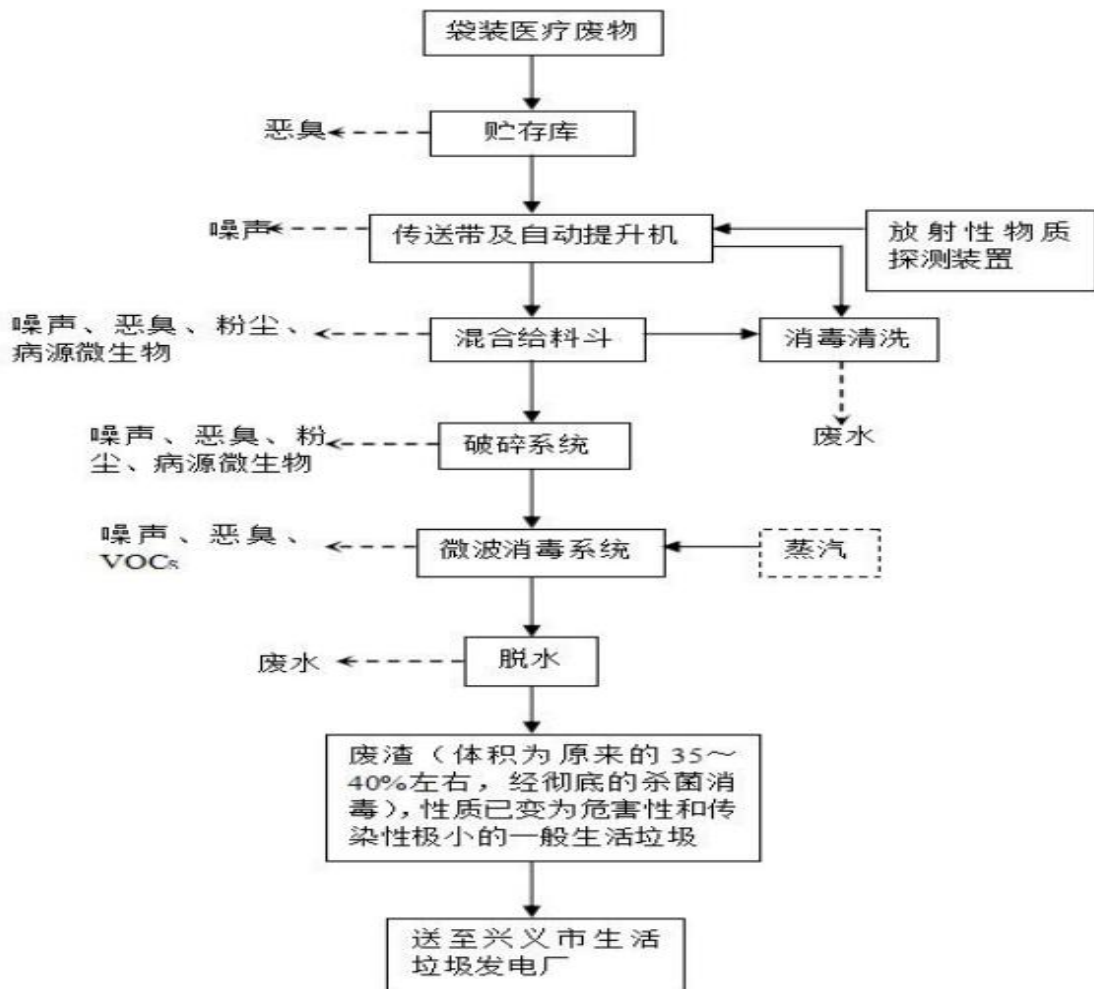 袋装医疗废物
恶臭
贮存库
噪声
传送带及自动提升机
放射性物质
探测装置
噪声、恶臭、粉尘、
病源微生物
混合给料斗
消毒清洗
噪声、恶臭、粉
尘、病源微生物
破碎系统
废水
噪声、恶臭、
VOCs
微波消毒系统
蒸汽
废水
脱水
废渣（体积为原来的 35～
40%左右，经彻底的杀菌消
毒），性质已变为危害性和传
染性极小的一般生活垃圾
送至兴义市生活
垃圾发电厂